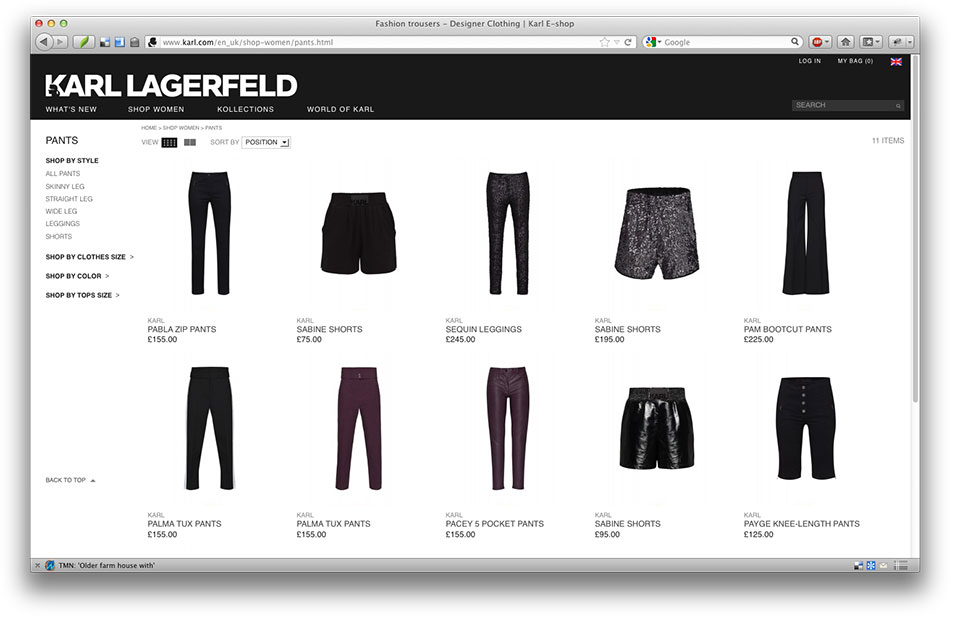 Fashion trousers – Designer Clothing | Karl E-shop
www.karl.com/en_uk/shop-women/pants.html
Google
ABP
LOG IN
MY BAG (0)
KARL LAGERFELD
WHAT'S NEW
SHOP WOMEN
KOLLECTIONS
WORLD OF KARL
SEARCH
HOME > SHOP WOMEN > PANTS
PANTS
VIEW
SORT BY POSITION
11 ITEMS
SHOP BY STYLE
ALL PANTS
SKINNY LEG
STRAIGHT LEG
WIDE LEG
LEGGINGS
SHORTS
SHOP BY CLOTHES SIZE >
SHOP BY COLOR >
SHOP BY TOPS SIZE >
KARL
PABLA ZIP PANTS
£155.00
KARL
KARL
SABINE SHORTS
£75.00
KARL
SEQUIN LEGGINGS
£245.00
KARL
SABINE SHORTS
£195.00
KARL
PAM BOOTCUT PANTS
£225.00
KARL
PALMA TUX PANTS
£155.00
KARL
PALMA TUX PANTS
£155.00
KARL
PACEY 5 POCKET PANTS
£155.00
KARL
KARL
SABINE SHORTS
£95.00
KARL
PAYGE KNEE-LENGTH PANTS
£125.00
BACK TO TOP
TMN: 'Older farm house with'